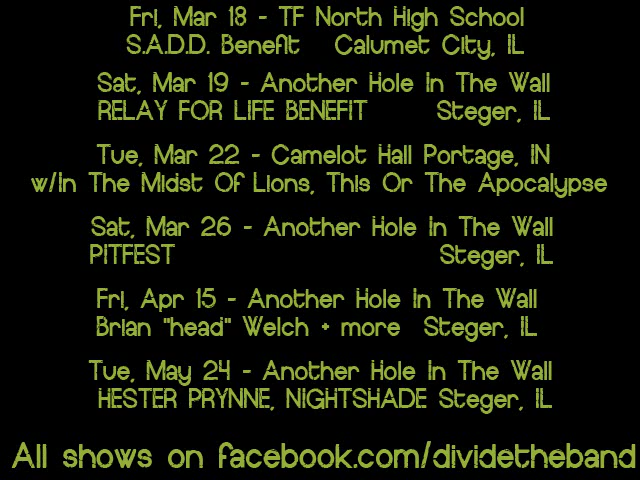 Fri, Mar 18 - TF North High School
S.A.D.D. Benefit Calumet City, IL
Sat, Mar 19 - Another Hole In The Wall
RELAY FOR LIFE BENEFIT Steger, IL
Tue, Mar 22 - Camelot Hall Portage, IN
w/In The Midst Of Lions, This Or The Apocalypse
Sat, Mar 26 - Another Hole In The Wall
PITFEST Steger, IL
Fri, Apr 15 - Another Hole In The Wall
Brian "head" Welch + more Steger, IL
Tue, May 24 - Another Hole In The Wall
HESTER PRYNNE, NIGHTSHADE Steger, IL
All shows on facebook.com/dividetheband